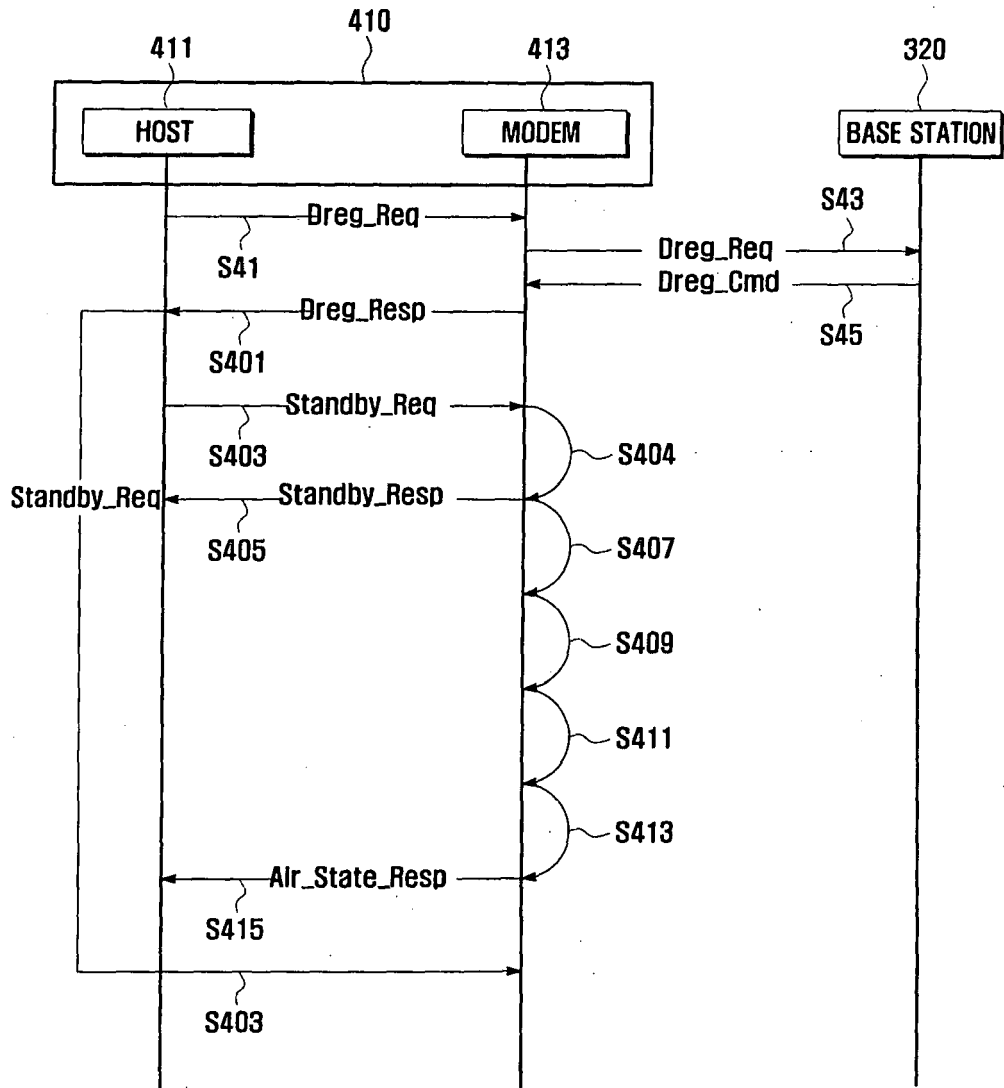 410
411
413
320
HOST
MODEM
BASE STATION
Dreg_Req
S43
S41
Dreg_Req
Dreg_Cmd
Dreg_Resp
S45
S401
Standby_Req
S403
S404
Standby_Req
Standby_Resp
S405
S407
S409
S411
S413
Air_State_Resp
S415
S403